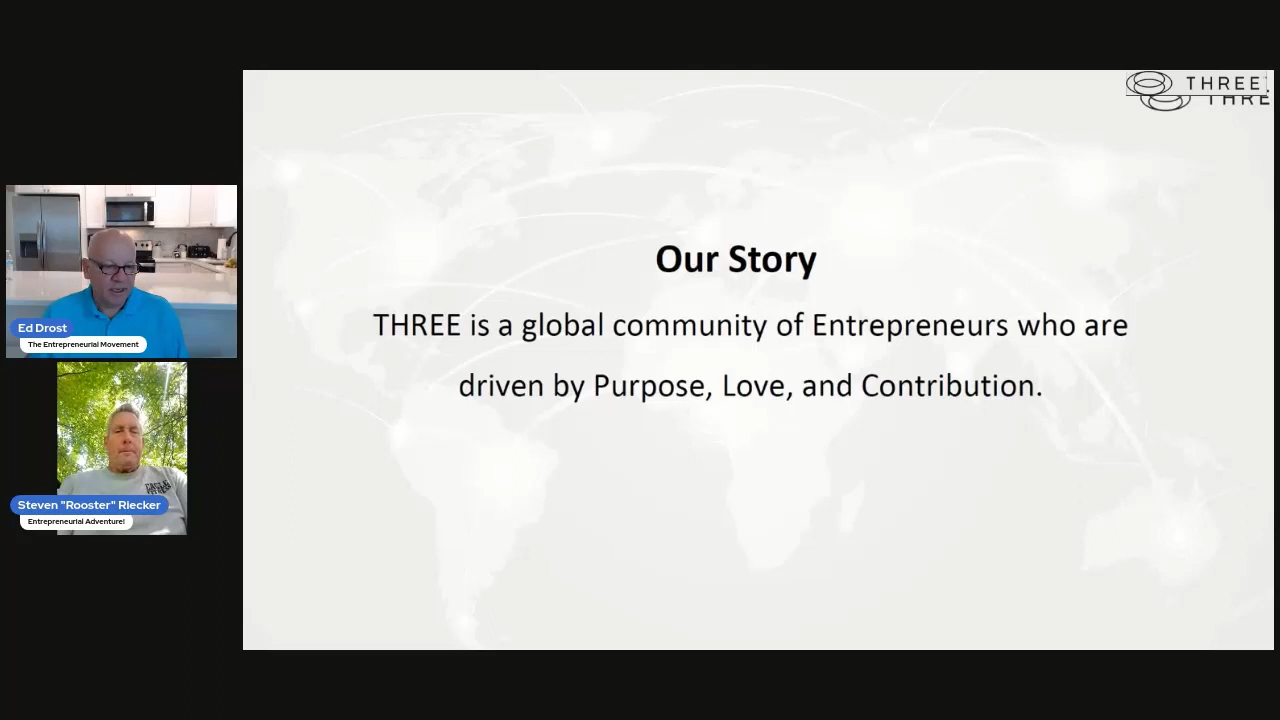 THREE
THRE
Our Story
THREE is a global community of Entrepreneurs who are
driven by Purpose, Love, and Contribution.
Ed Drost
The Entrepreneurial Movement
Steven "Rooster" Riecker
Entrepreneurial Adventure!